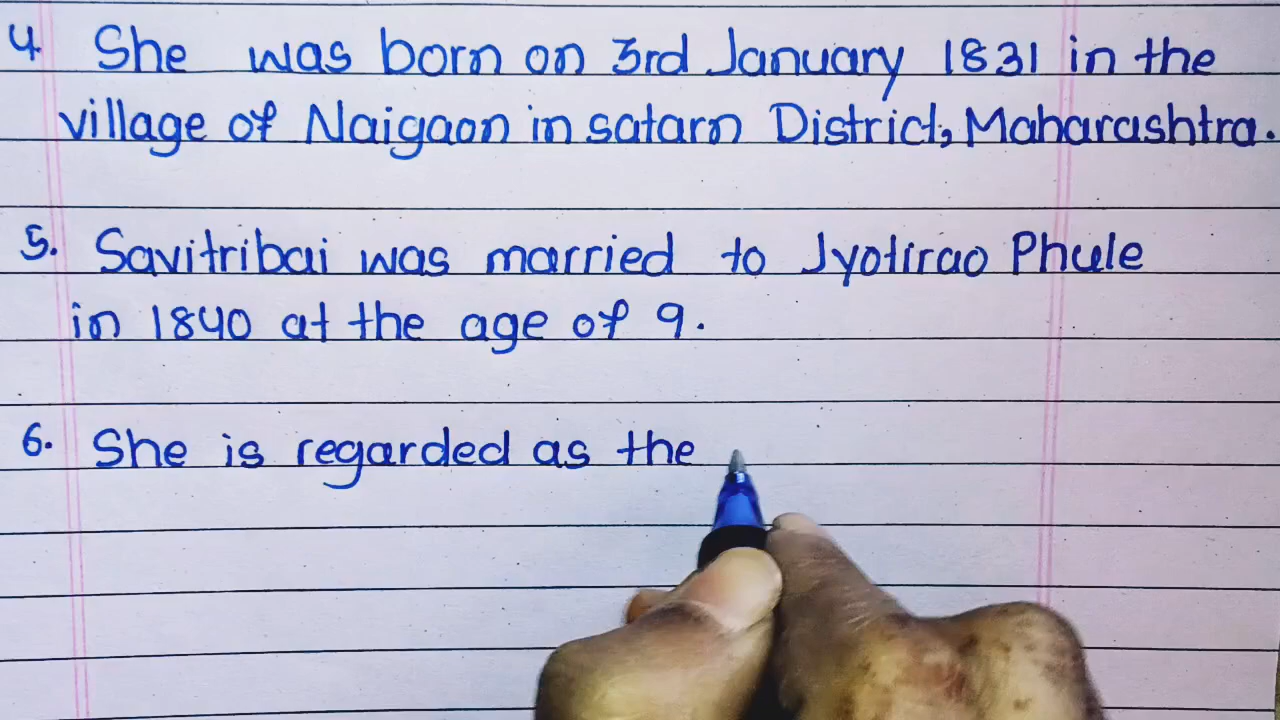 4. She was born on 3rd January 1831 in the
village of Naigaon in satarn District, Maharashtra.
5. Savitribai was married to Jyotirao Phule
in 1840 at the age of 9.
6. She is regarded as the